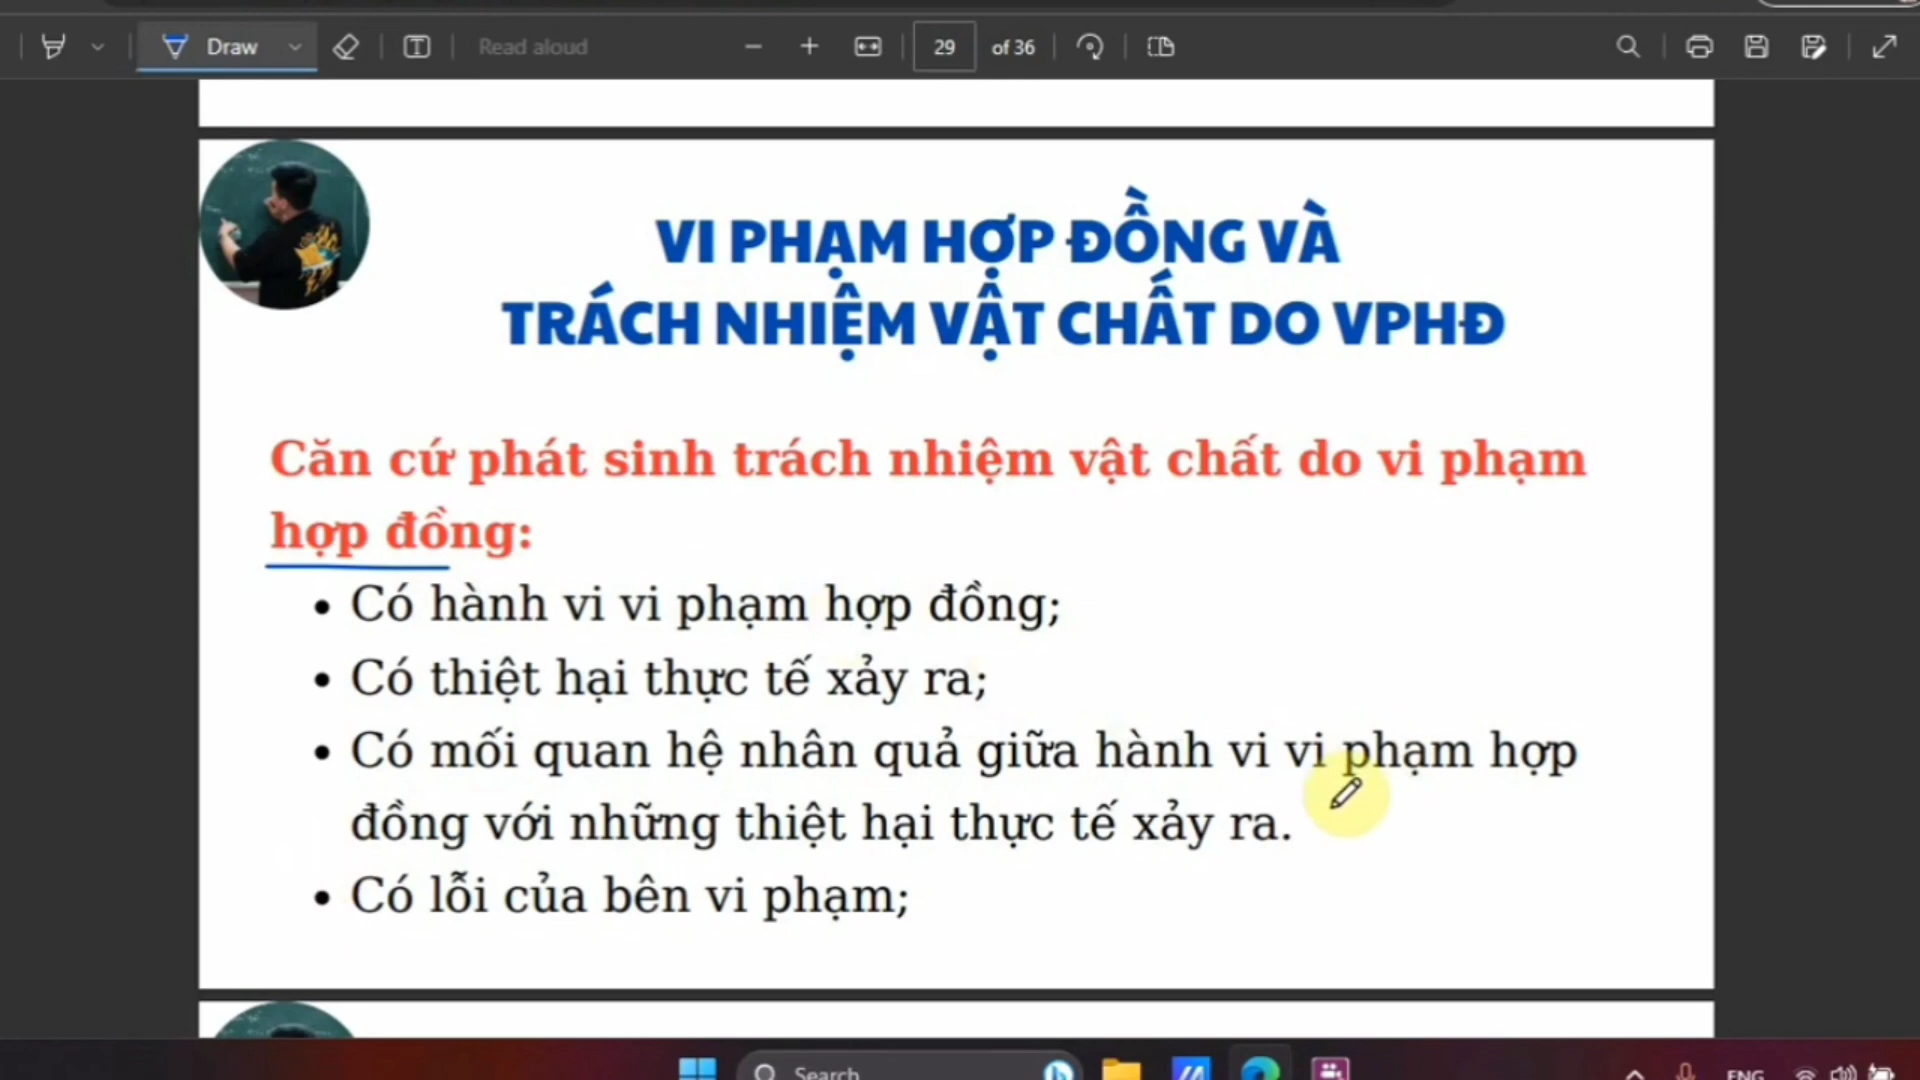 Draw
Read aloud
29 of 36
VI PHẠM HỢP ĐỒNG VÀ
TRÁCH NHIỆM VẬT CHẤT DO VPHĐ
Căn cứ phát sinh trách nhiệm vật chất do vi phạm
hợp đồng:
• Có hành vi vi phạm hợp đồng;
• Có thiệt hại thực tế xảy ra;
• Có mối quan hệ nhân quả giữa hành vi vi phạm hợp
đồng với những thiệt hại thực tế xảy ra.
• Có lỗi của bên vi phạm;
Search
ENG